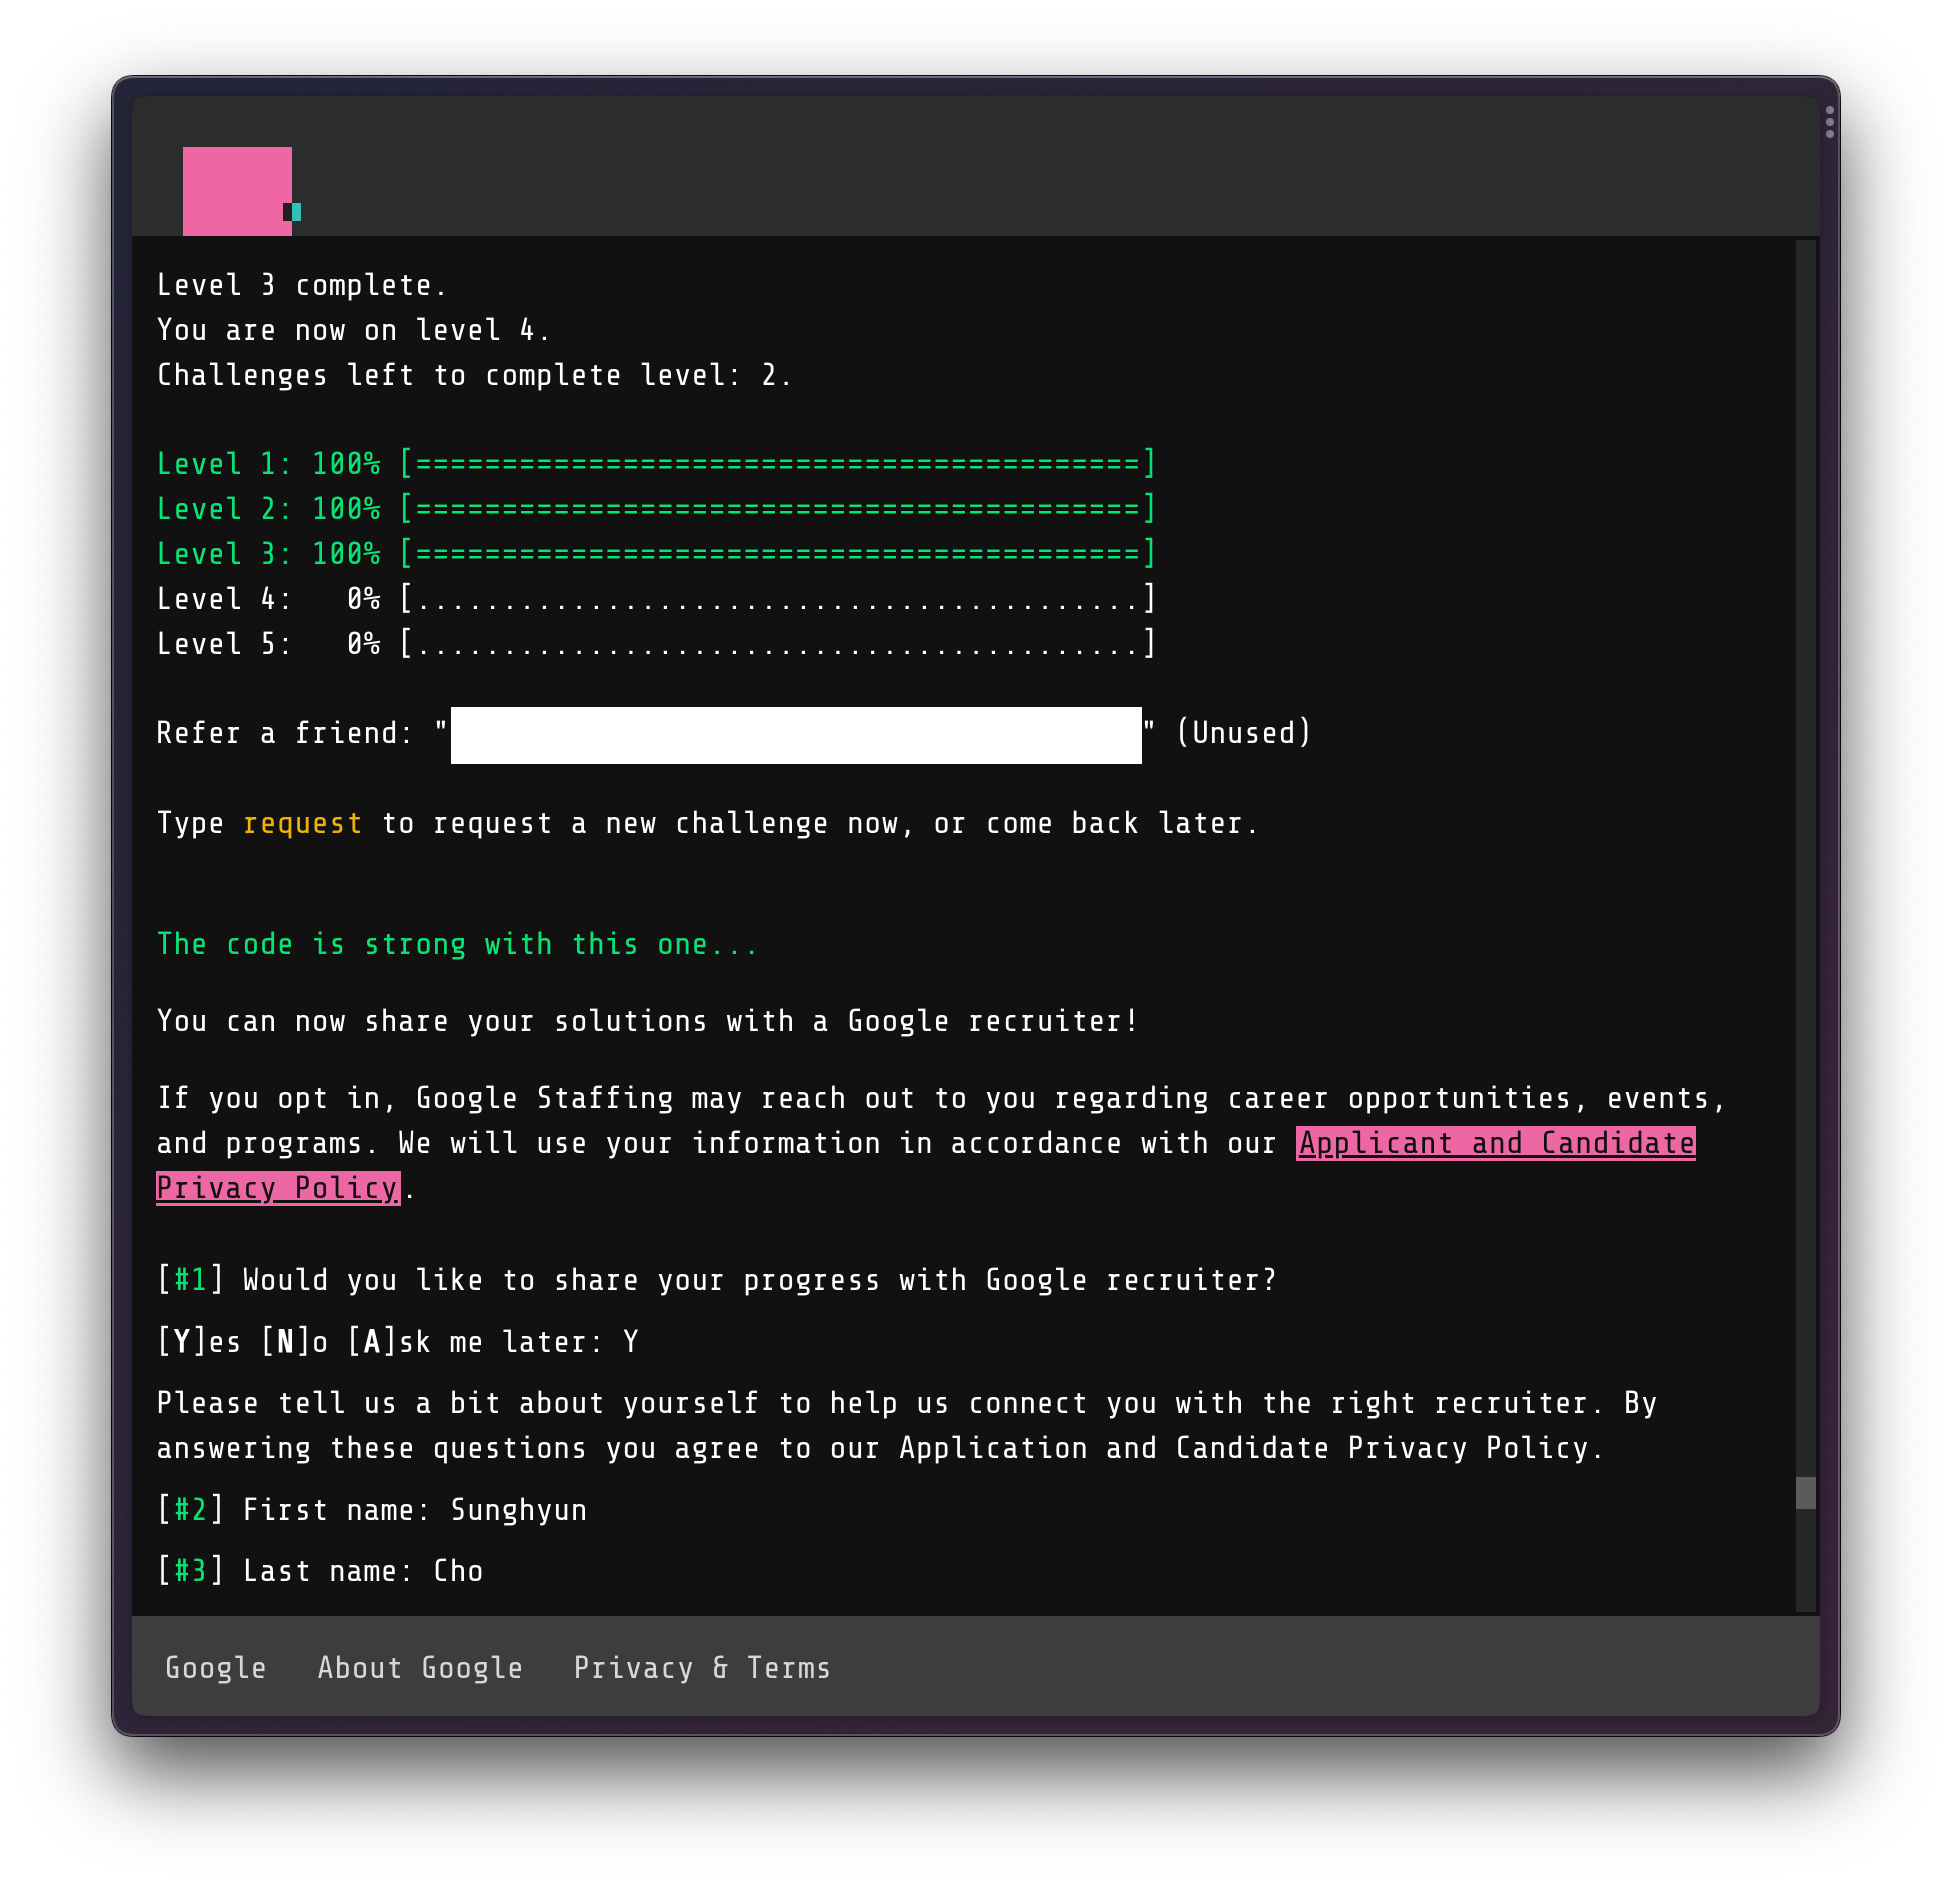 Level 3 complete.
You are now on level 4.
Challenges left to complete level: 2.
Level 1: 100% [==========================================]
Level 2: 100% [==========================================]
Level 3: 100% [==========================================]
Level 4:   0% [..........................................]
Level 5:   0% [..........................................]
Refer a friend: "" (Unused)
Type request to request a new challenge now, or come back later.
The code is strong with this one...
You can now share your solutions with a Google recruiter!
If you opt in, Google Staffing may reach out to you regarding career opportunities, events,
and programs. We will use your information in accordance with our Applicant and Candidate
Privacy Policy.
[#1] Would you like to share your progress with Google recruiter?
[Y]es [N]o [A]sk me later: Y
Please tell us a bit about yourself to help us connect you with the right recruiter. By
answering these questions you agree to our Application and Candidate Privacy Policy.
[#2] First name: Sunghyun
[#3] Last name: Cho
Google   About Google   Privacy & Terms